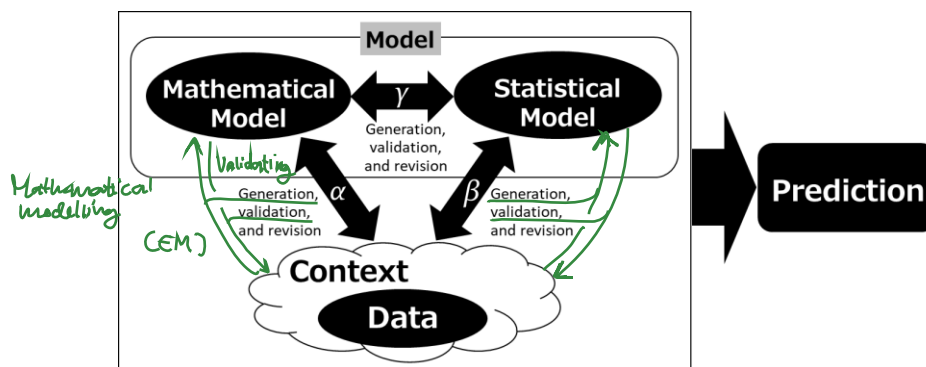 Model
Mathematical
Model
γ
Statistical
Model
Generation,
validation,
and revision
Validating
Mathematical
modelling
α
Generation,
validation,
and revision
β
Generation,
validation,
and revision
(EM)
Context
Data
Prediction